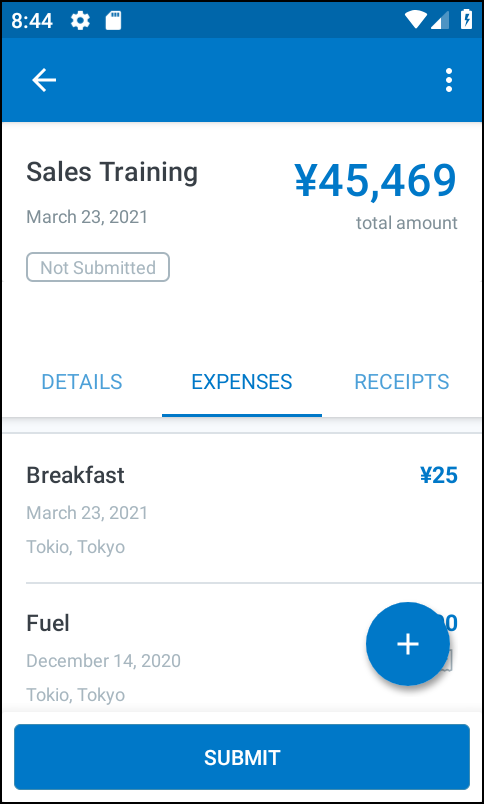 8:44
Sales Training
¥45,469
March 23, 2021
total amount
Not Submitted
DETAILS
EXPENSES
RECEIPTS
Breakfast
¥25
March 23, 2021
Tokio, Tokyo
Fuel
December 14, 2020
Tokio, Tokyo
SUBMIT